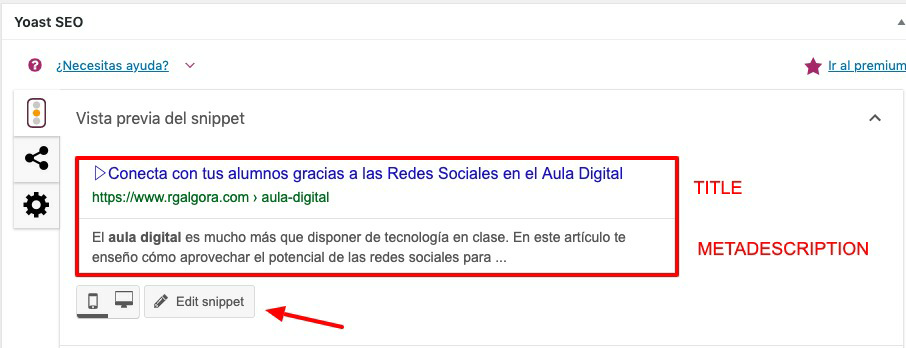 Yoast SEO
¿Necesitas ayuda?
Ir al premium
Vista previa del snippet
▷Conecta con tus alumnos gracias a las Redes Sociales en el Aula Digital
https://www.rgalgora.com › aula-digital
TITLE
El aula digital es mucho más que disponer de tecnología en clase. En este artículo te
enseño cómo aprovechar el potencial de las redes sociales para ...
METADESCRIPTION
Edit snippet